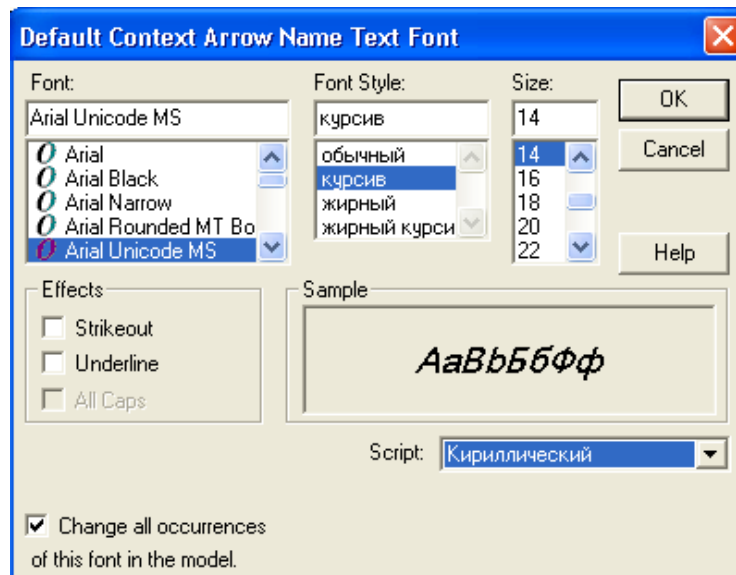 Default Context Arrow Name Text Font
Font:
Font Style:
Size:
Arial Unicode MS
курсив
14
OK
Cancel
Help
Arial
Arial Black
Arial Narrow
Arial Rounded MT Bo
Arial Unicode MS
обычный
курсив
жирный
жирный курси
14
16
18
20
22
Effects
Strikeout
Underline
All Caps
Sample
АаBbБбФф
Script:
Кириллический
Change all occurrences
of this font in the model.